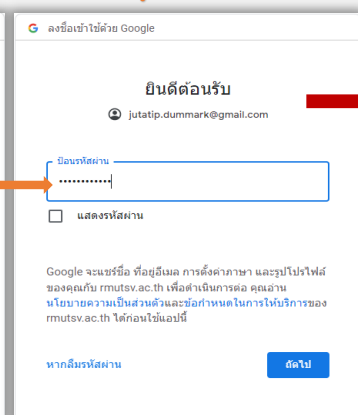 ลงชื่อเข้าใช้ด้วย Google
ยินดีต้อนรับ
jutatip.dummark@gmail.com
ป้อนรหัสผ่าน
••••••••••••
แสดงรหัสผ่าน
Google จะแชร์ชื่อ ที่อยู่อีเมล การตั้งค่าภาษา และรูปโปรไฟล์
ของคุณกับ rmutsv.ac.th เพื่อดำเนินการต่อ คุณอ่าน
นโยบายความเป็นส่วนตัวและข้อกำหนดในการให้บริการของ
rmutsv.ac.th ได้ก่อนใช้แอปนี้
หากลืมรหัสผ่าน
ถัดไป